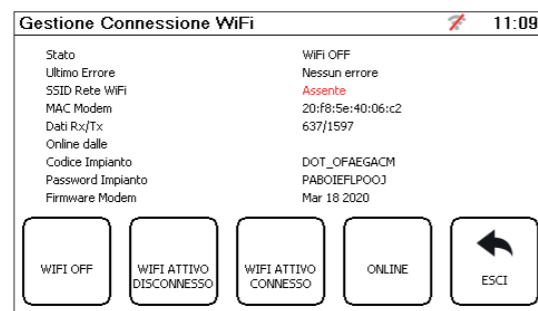 Gestione Connessione WiFi 11:09
Stato WiFi OFF
Ultimo Errore Nessun errore
SSID Rete WiFi Assente
MAC Modem 20:f8:5e:40:06:c2
Dati Rx/Tx 637/1597
Online dalle
Codice Impianto DOT_OFAEGACM
Password Impianto PABOIEFLPOOJ
Firmware Modem Mar 18 2020
WIFI OFF
WIFI ATTIVO
DISCONNESSO
WIFI ATTIVO
CONNESSO
ONLINE
ESCI